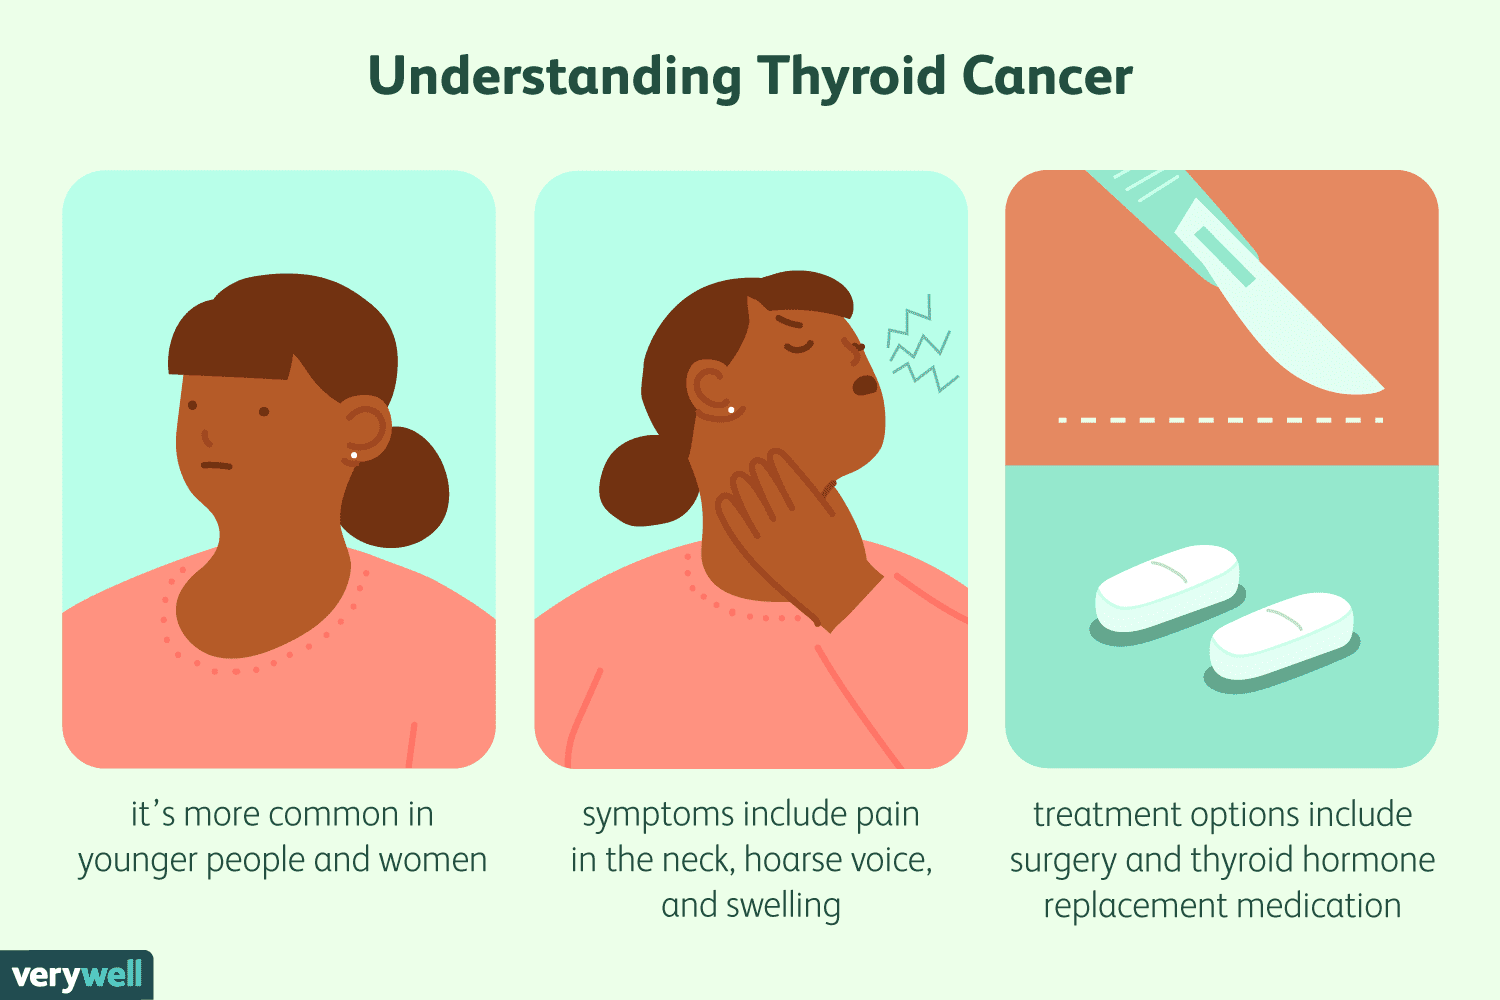 Understanding Thyroid Cancer
it’s more common in
younger people and women
symptoms include pain
in the neck, hoarse voice,
and swelling
treatment options include
surgery and thyroid hormone
replacement medication
verywell